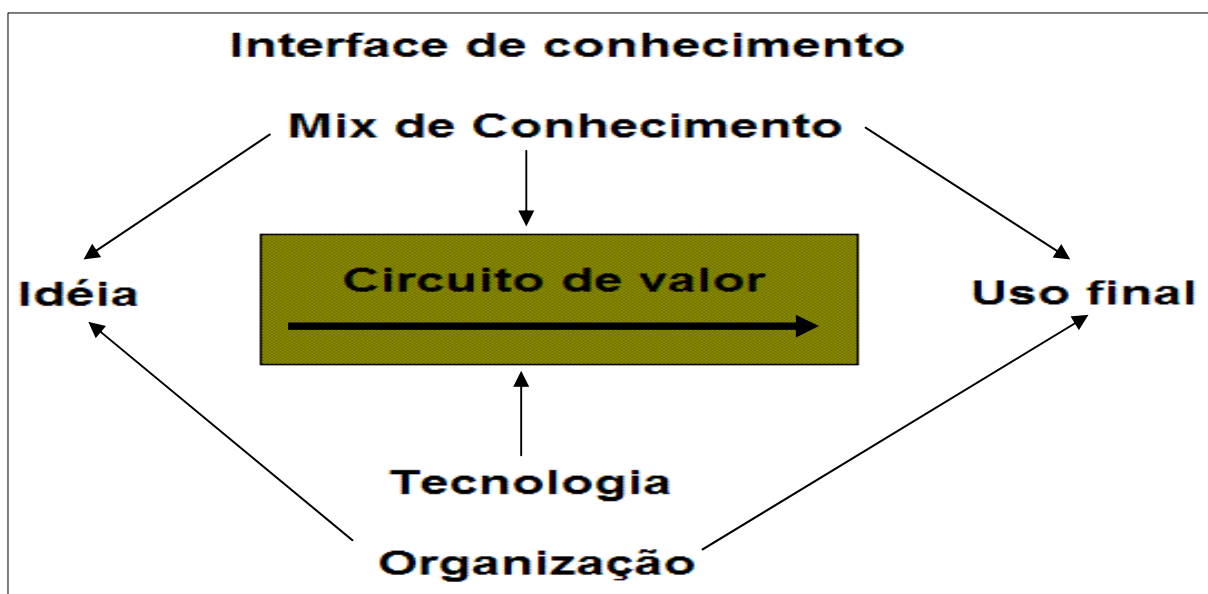 Interface de conhecimento
Mix de Conhecimento
Circuito de valor
Idéia
Uso final
Tecnologia
Organização